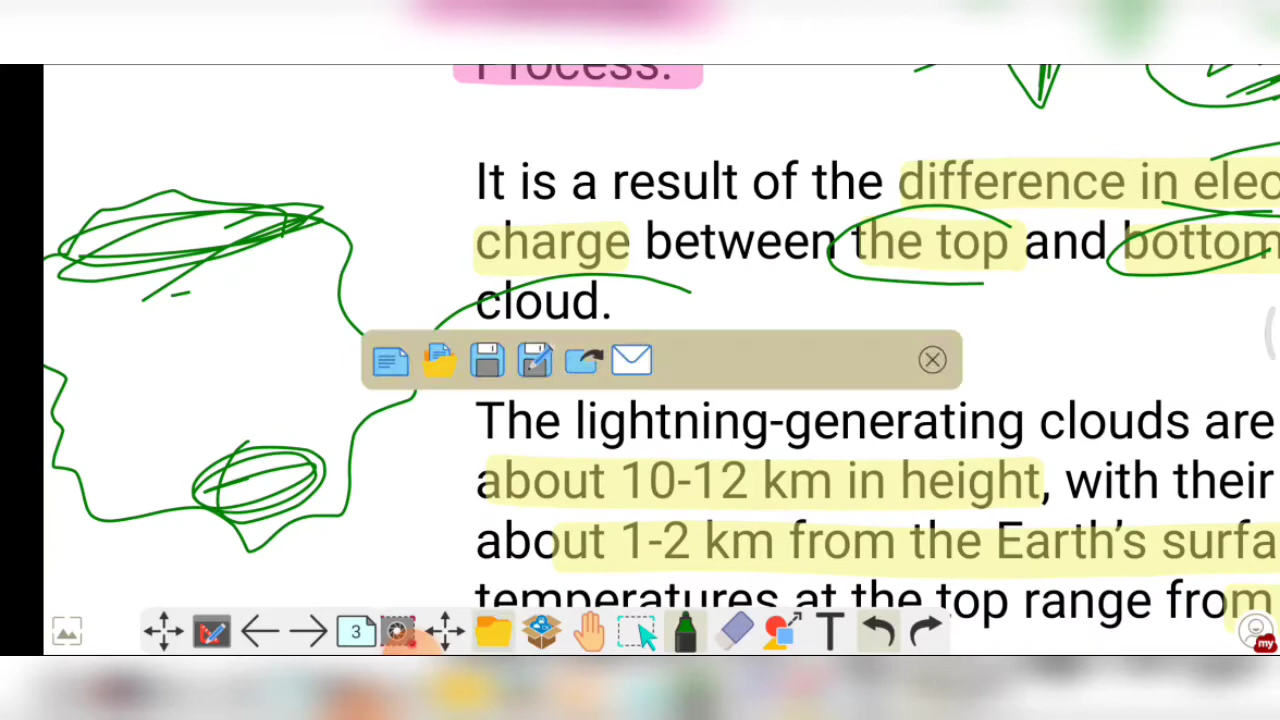 Process:
It is a result of the difference in elec
charge between the top and bottom
cloud.
The lightning-generating clouds are
about 10-12 km in height, with their
about 1-2 km from the Earth's surfa
temperatures at the top range from
3
T
my